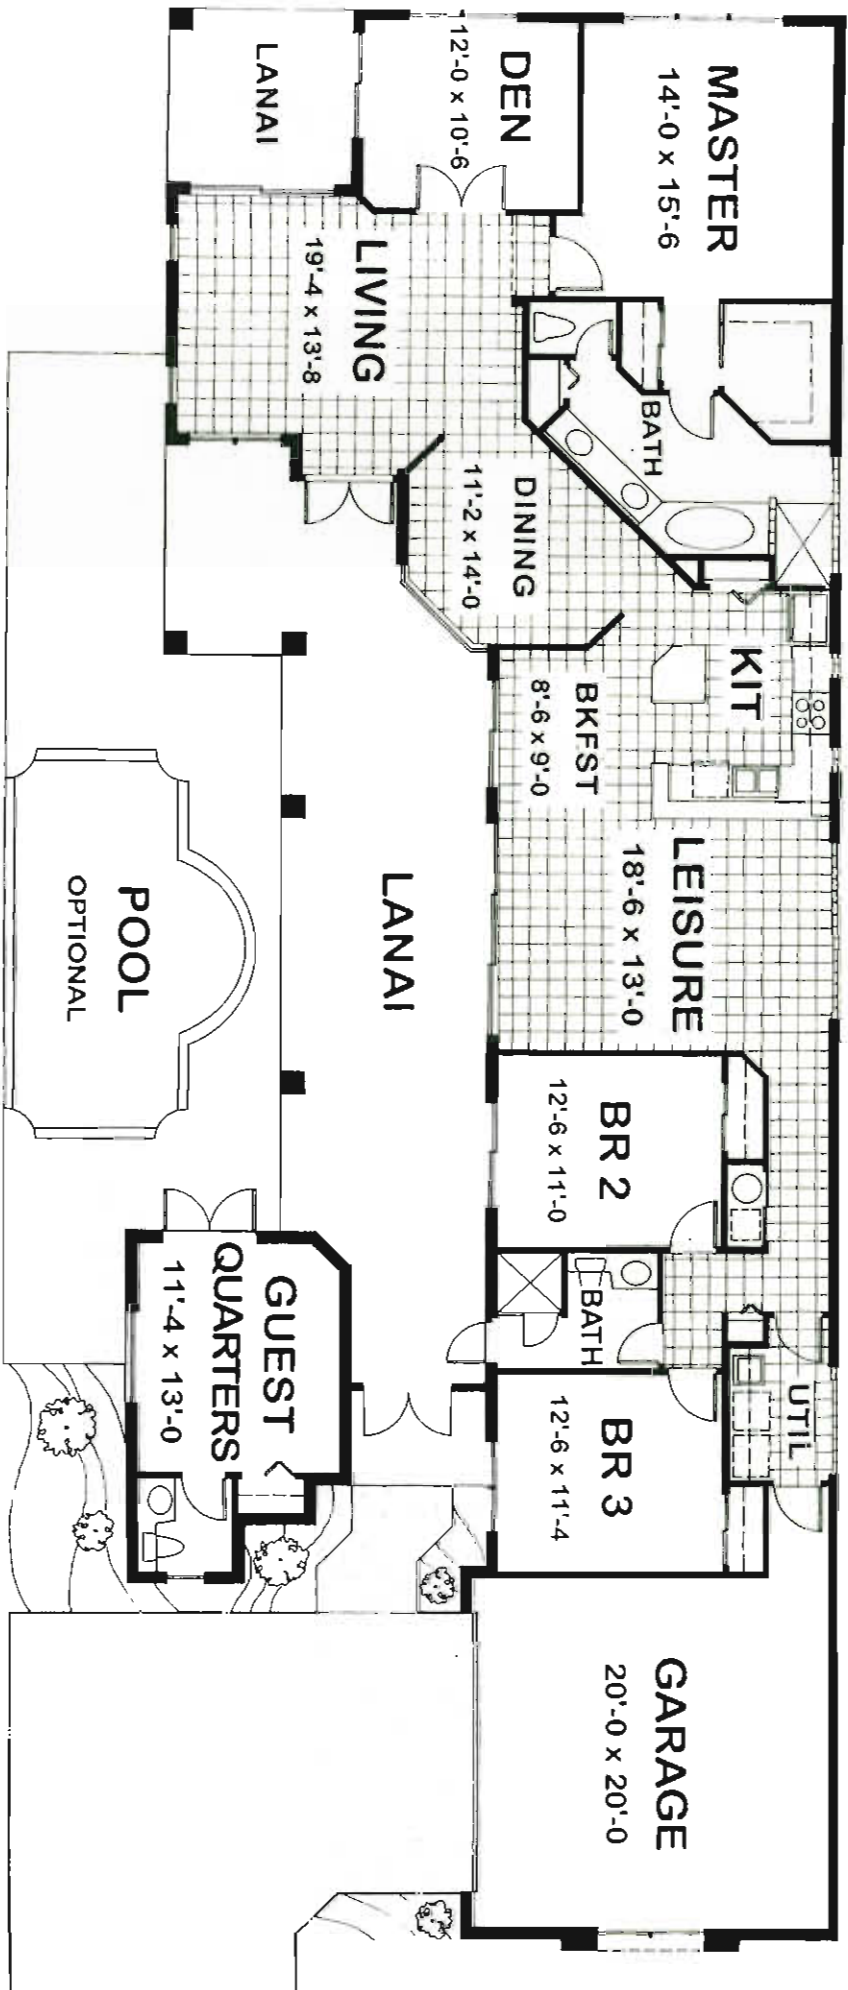 MASTER
14'-0 x 15'-6
DEN
12'-0 x 10'-6
LANAI
LIVING
19'-4 x 13'-8
BATH
DINING
11'-2 x 14'-0
KIT
BKFST
8'-6 x 9'-0
LEISURE
18'-6 x 13'-0
LANAI
POOL
OPTIONAL
BR 2
12'-6 x 11'-0
BATH
GUEST
QUARTERS
11'-4 x 13'-0
UTIL
BR 3
12'-6 x 11'-4
GARAGE
20'-0 x 20'-0